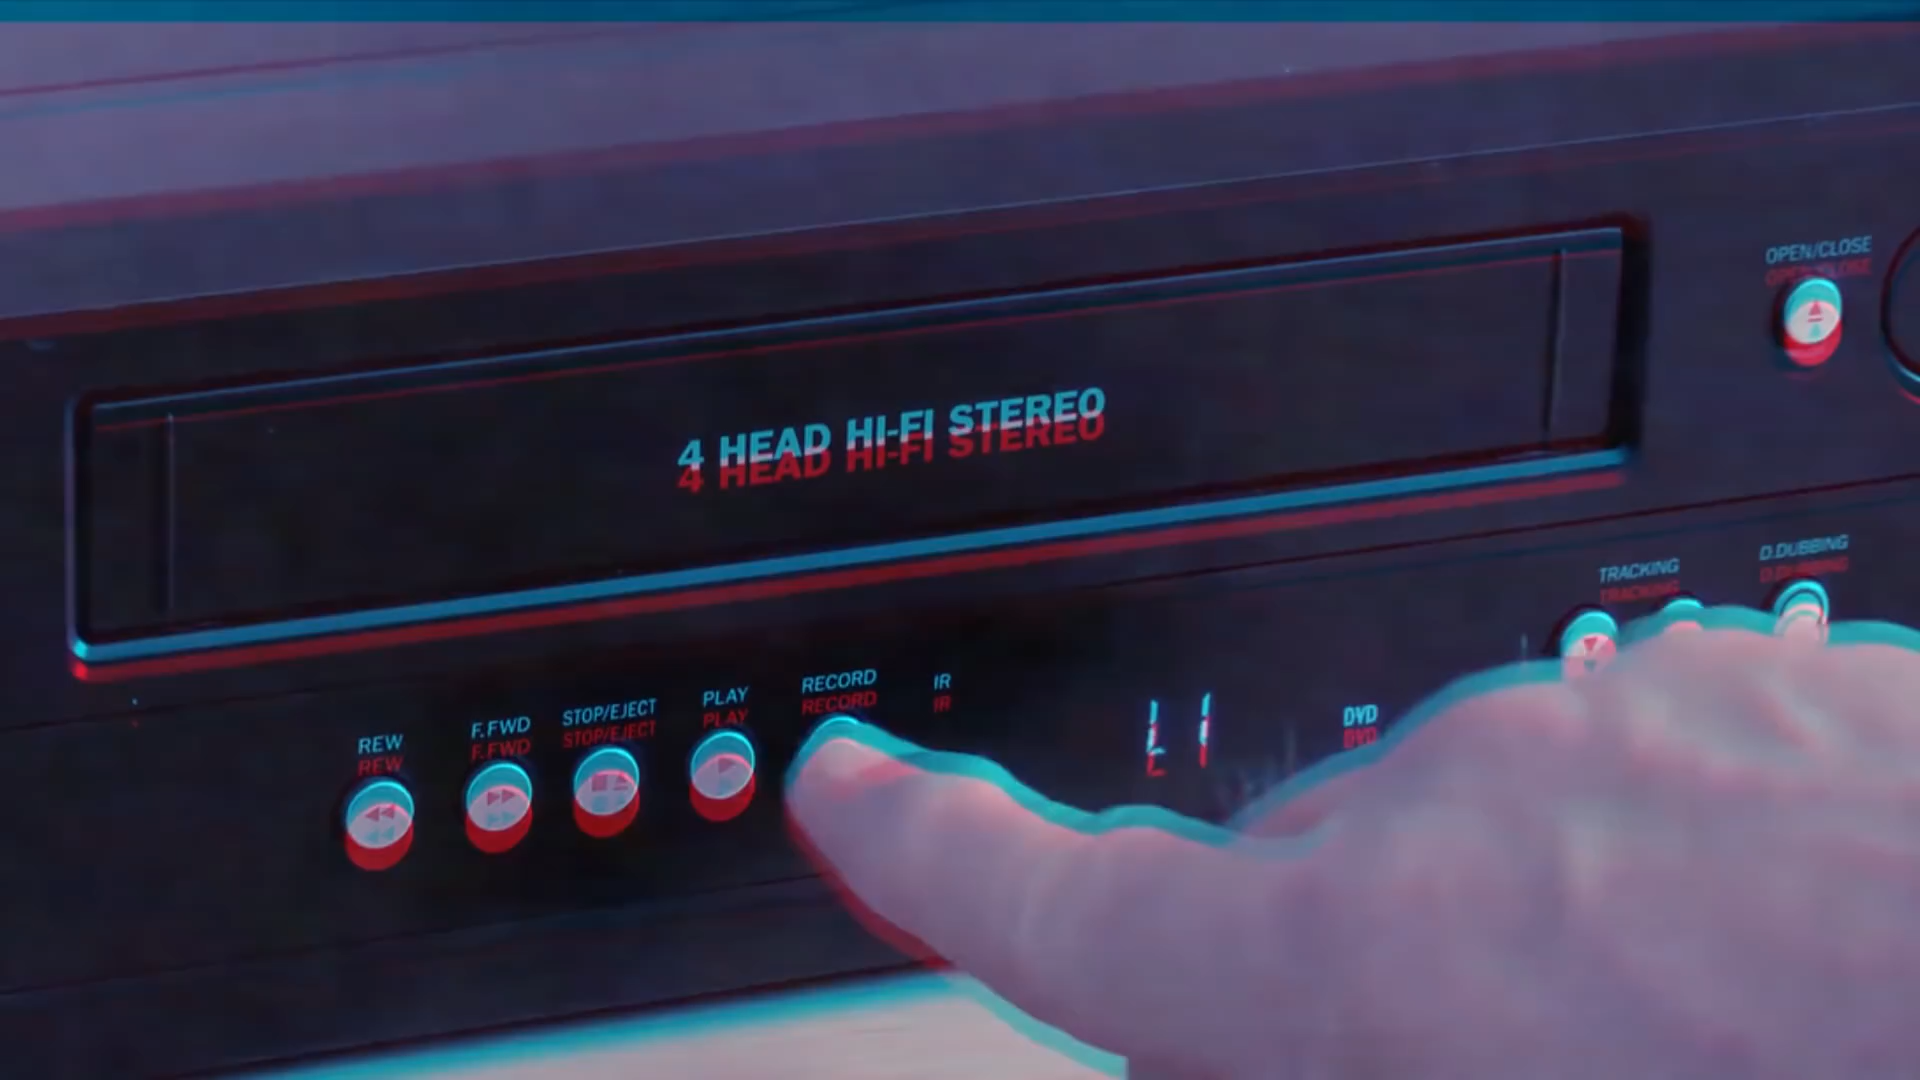 OPEN/CLOSE
4 HEAD HI-FI STEREO
D.DUBBING
TRACKING
REW
F.FWD
STOP/EJECT
PLAY
RECORD
IR
L1
DVD